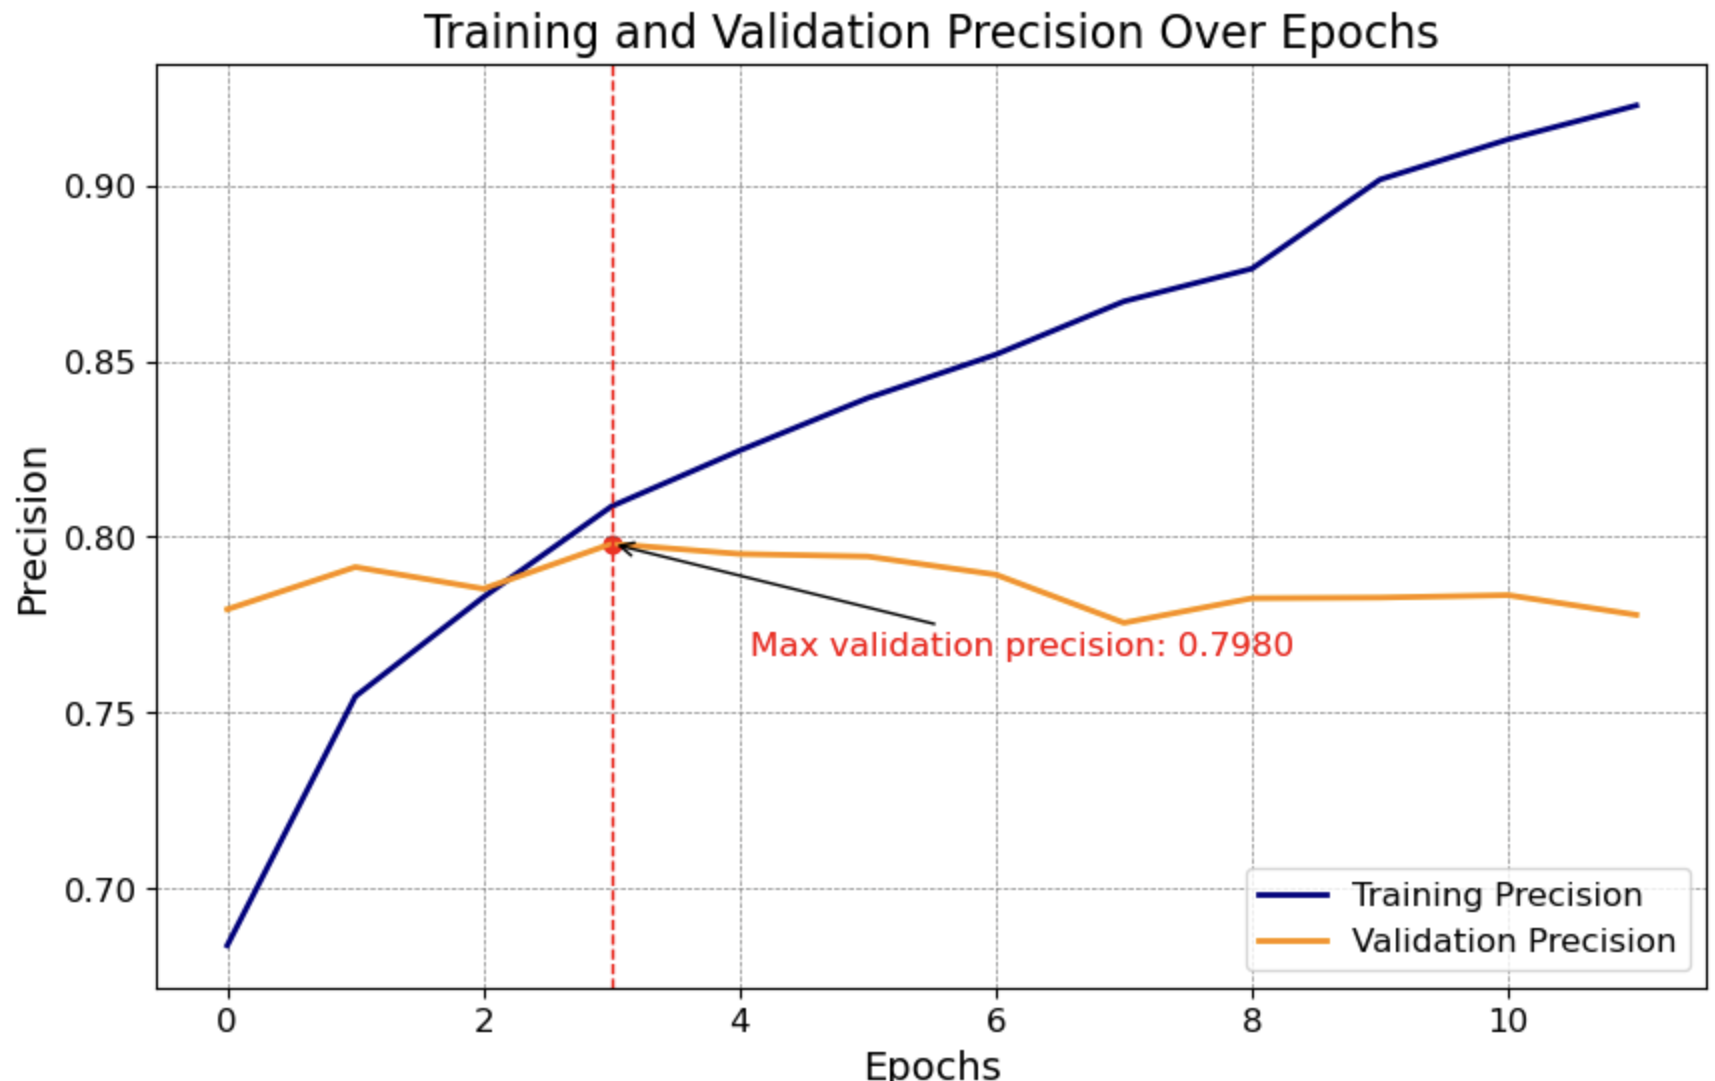 Training and Validation Precision Over Epochs
Precision
0.90
0.85
0.80
0.75
0.70
Max validation precision: 0.7980
Training Precision
Validation Precision
0 2 4 6 8 10
Epochs